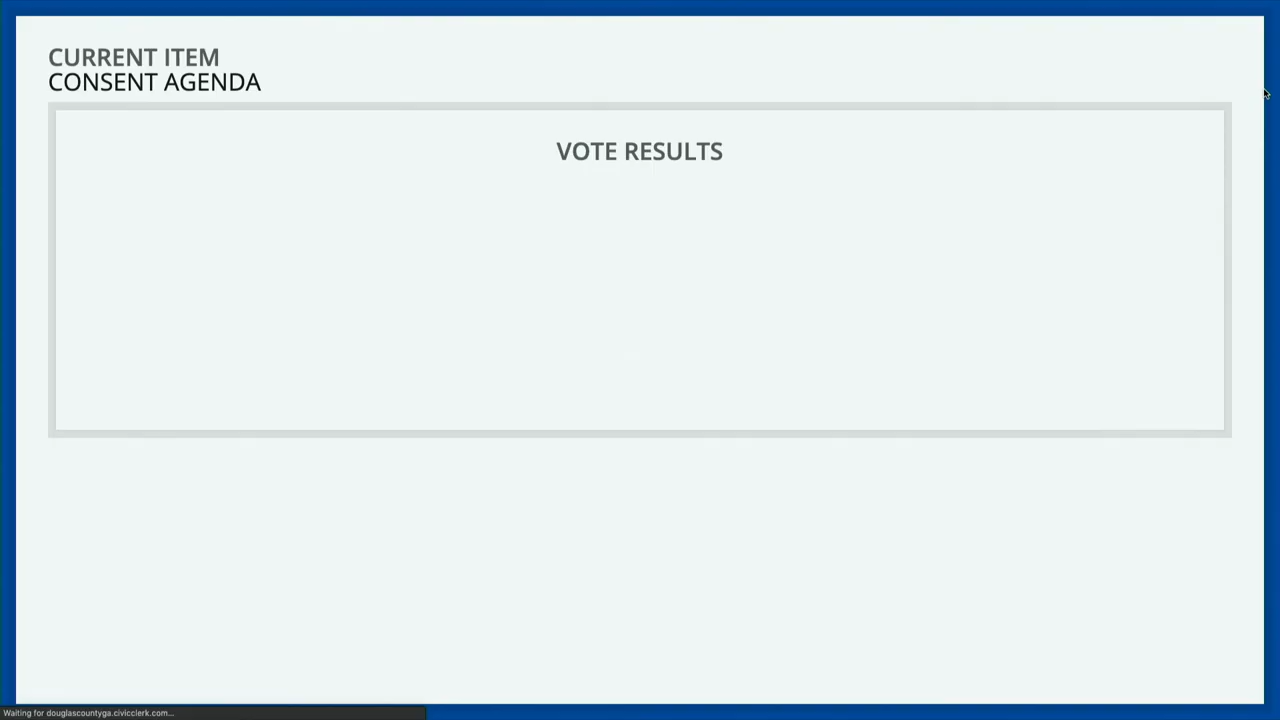 CURRENT ITEM
CONSENT AGENDA
VOTE RESULTS
Waiting for douglascountyga.civicclerk.com...